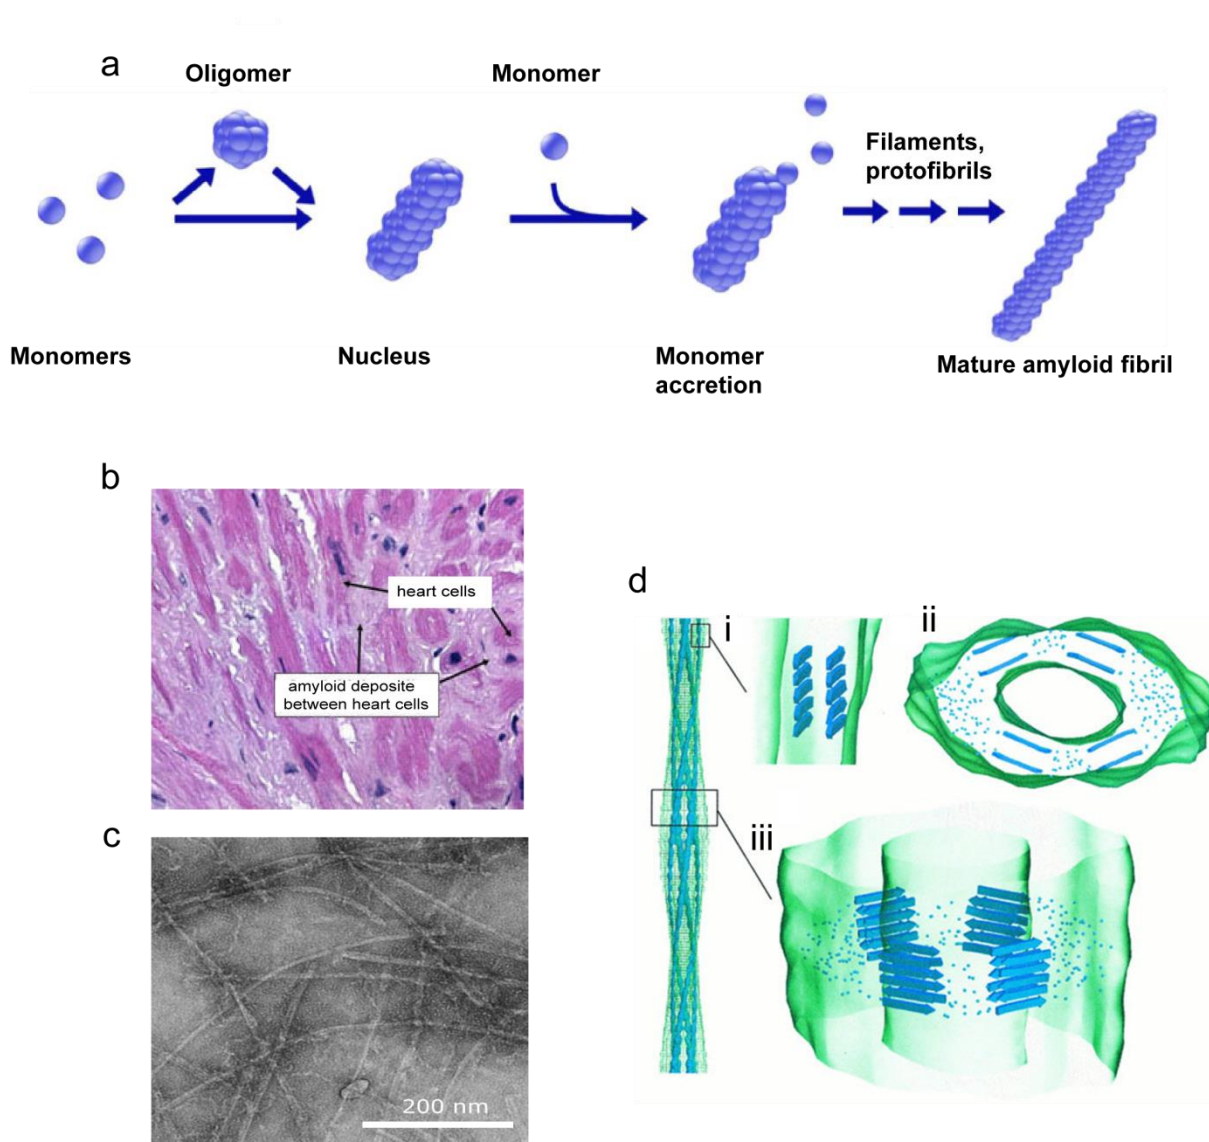 a
Oligomer
Monomer
Filaments,
protofibrils
Monomers
Nucleus
Monomer
accretion
Mature amyloid fibril
b
heart cells
amyloid deposite
between heart cells
c
200 nm
d
i
ii
iii